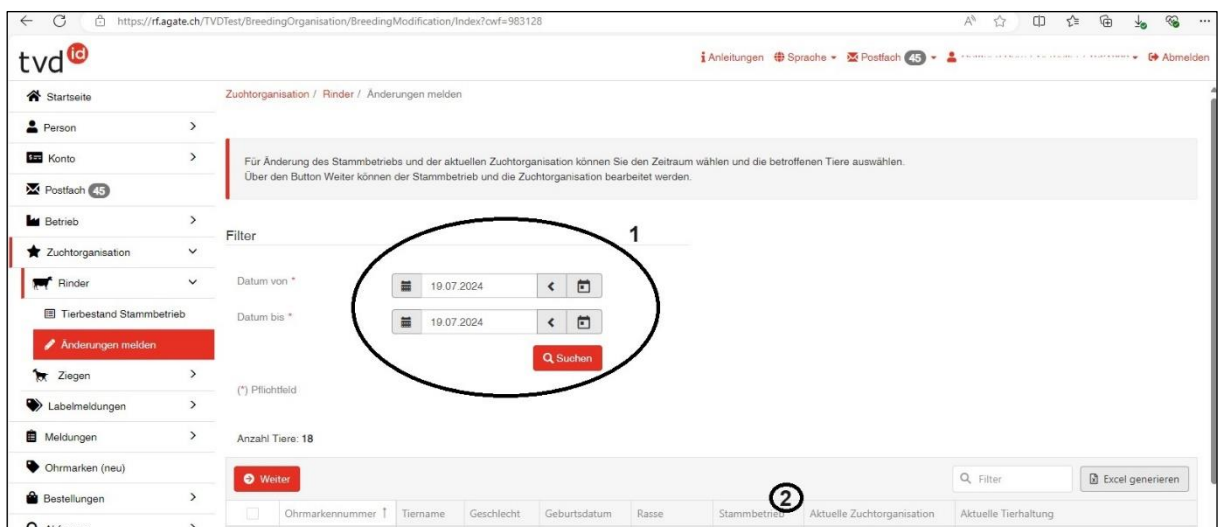 https://rf.agate.ch/TVDTest/BreedingOrganisation/BreedingModification/Index?cwf=983128
tvd id
Anleitungen Sprache Postfach 45 Abmelden
Startseite
Person
Konto
Postfach 45
Betrieb
Zuchtorganisation
Rinder
Tierbestand Stammbetrieb
Änderungen melden
Ziegen
Labelmeldungen
Meldungen
Ohrmarken (neu)
Bestellungen
Zuchtorganisation / Rinder / Änderungen melden
Für Änderung des Stammbetriebs und der aktuellen Zuchtorganisation können Sie den Zeitraum wählen und die betroffenen Tiere auswählen.
Über den Button Weiter können der Stammbetrieb und die Zuchtorganisation bearbeitet werden.
Filter
1
Datum von * 19.07.2024
Datum bis * 19.07.2024
Suchen
(*) Pflichtfeld
Anzahl Tiere: 18
Weiter Filter Excel generieren
2
Ohrmarkennummer ↑ Tiername Geschlecht Geburtsdatum Rasse Stammbetrieb Aktuelle Zuchtorganisation Aktuelle Tierhaltung